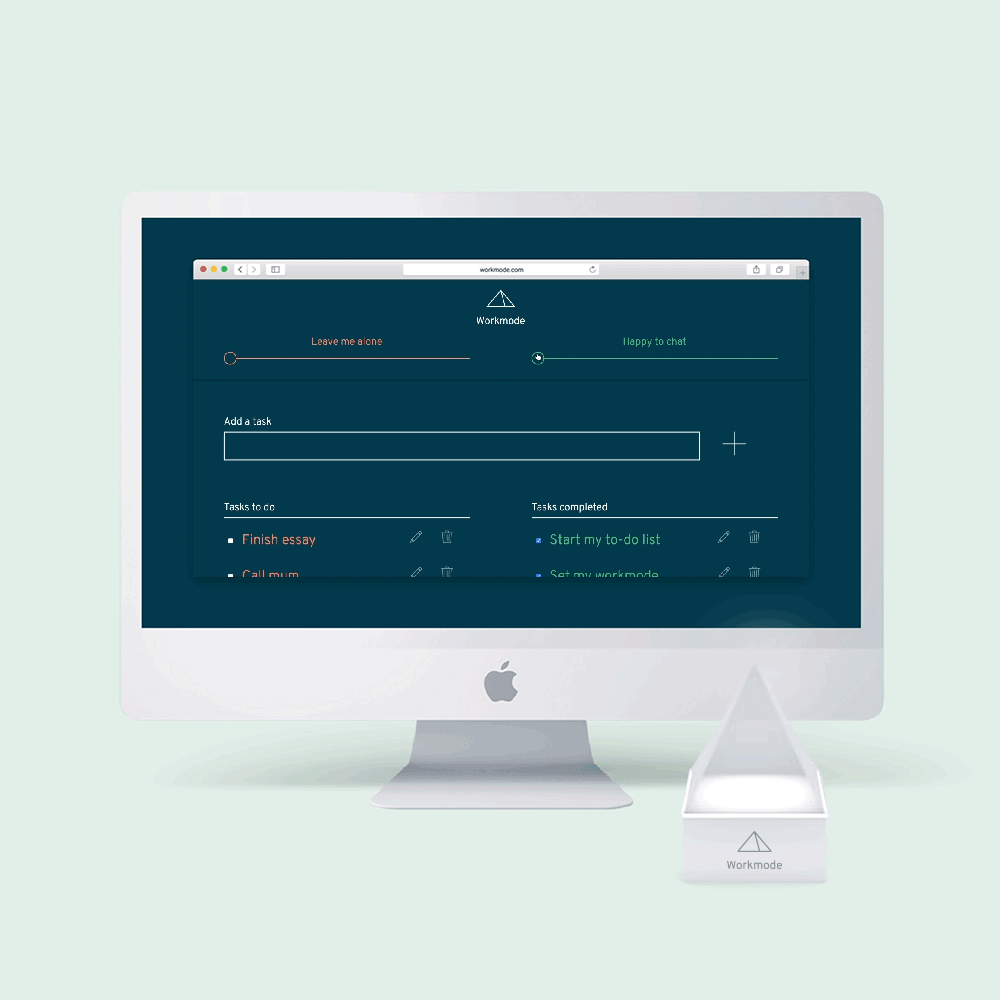 workmode.com
Workmode
Leave me alone
Happy to chat
Add a task
Tasks to do
Tasks completed
Finish essay
Start my to-do list
Call mum
Set my workmode
Workmode